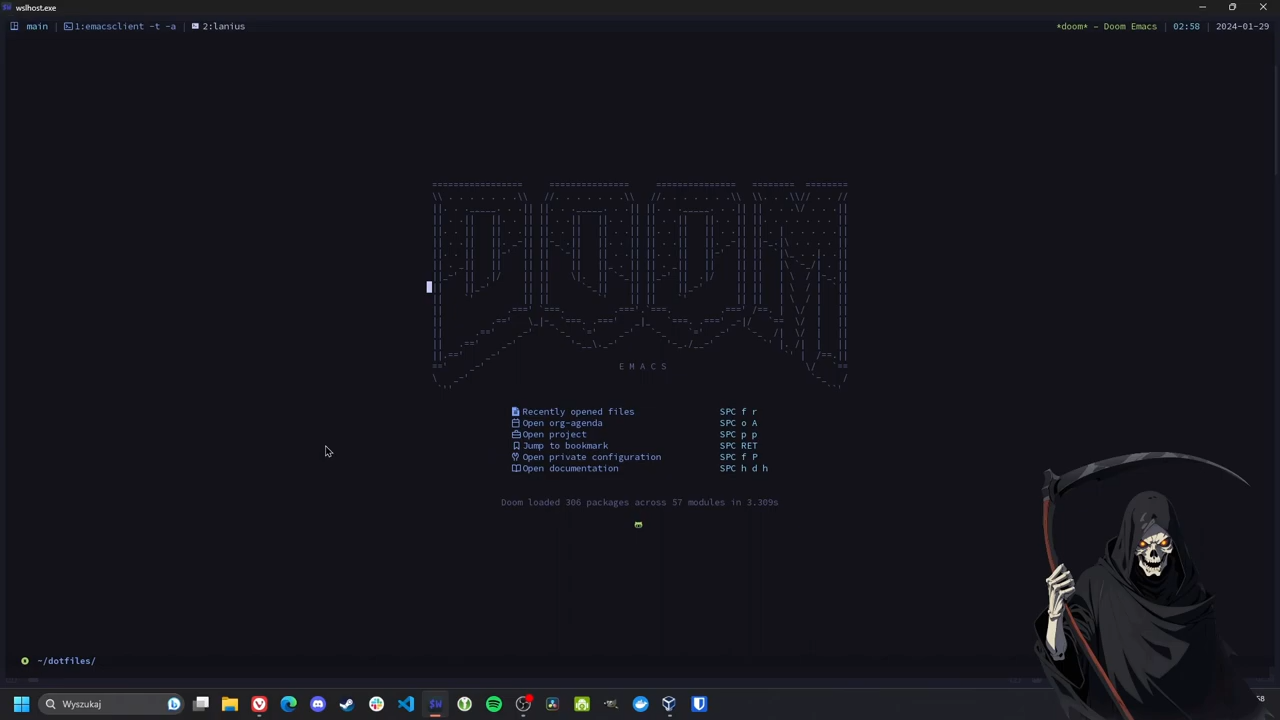 wslhost.exe
main | 1:emacsclient -t -a | 2:lanius
*doom* – Doom Emacs | 02:58 | 2024-01-29
E M A C S
Recently opened files SPC f r
Open org-agenda SPC o A
Open project SPC p p
Jump to bookmark SPC RET
Open private configuration SPC f P
Open documentation SPC h d h
Doom loaded 306 packages across 57 modules in 3.309s
~/dotfiles/
Wyszukaj